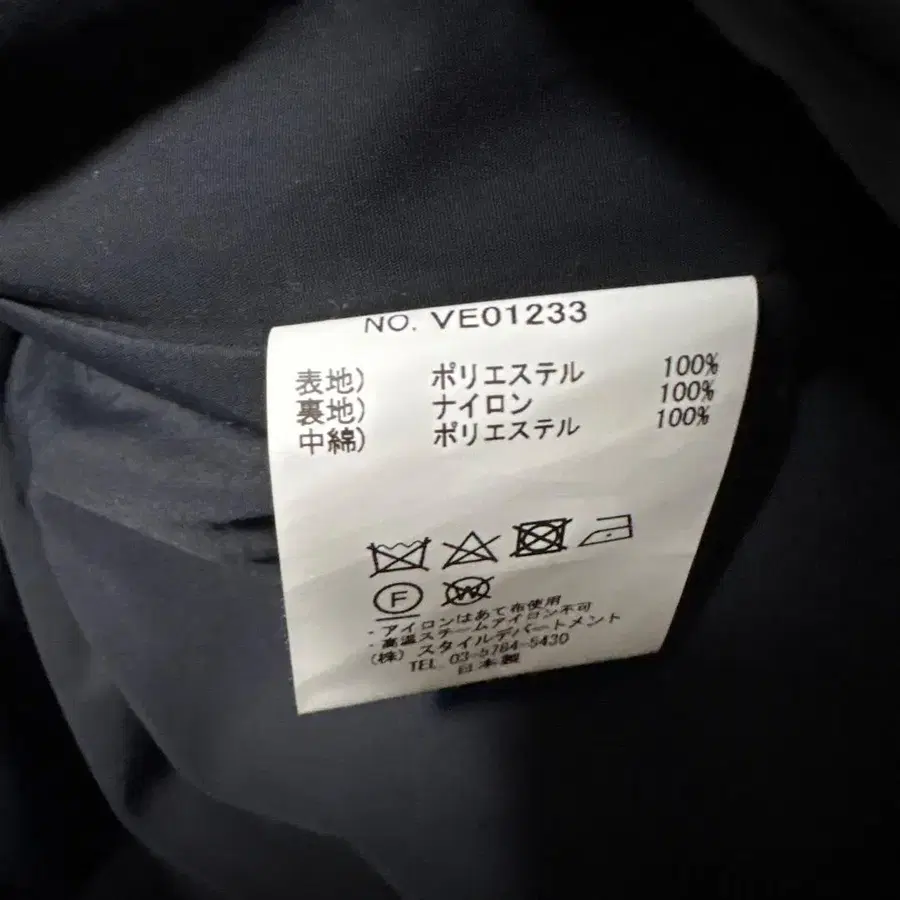 NO. VE01233
表地) ポリエステル 100%
裏地) ナイロン 100%
中綿) ポリエステル 100%
F W
・アイロンはあて布使用
・高温スチームアイロン不可
(株) スタイルデパートメント
TEL 03-5784-5430
日本製